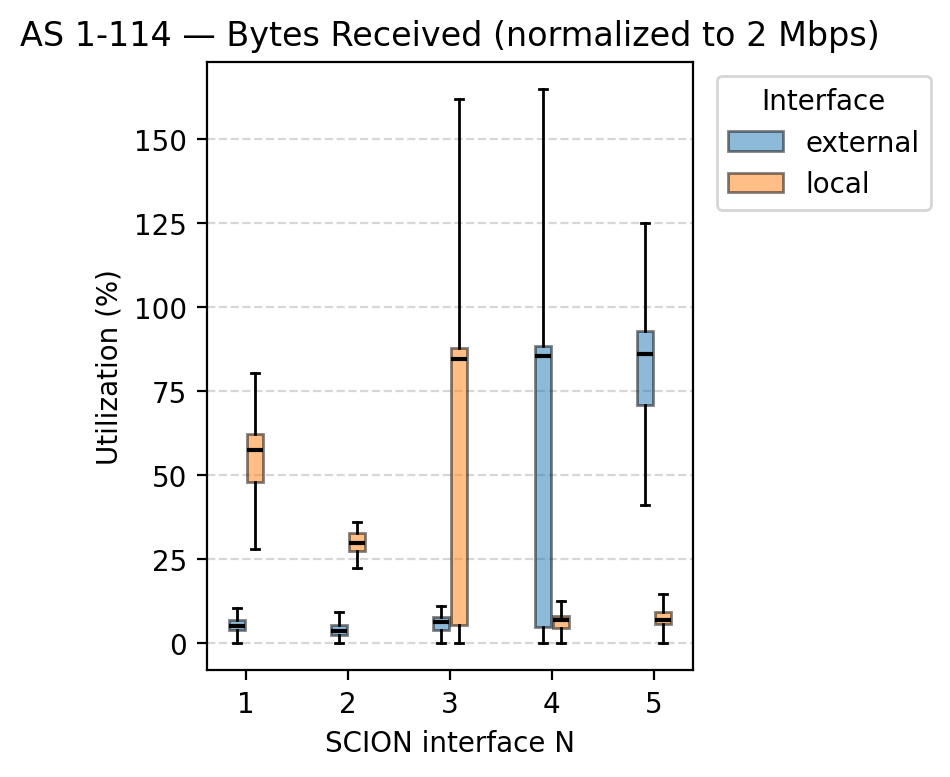 AS 1-114 — Bytes Received (normalized to 2 Mbps)
Interface
external
local
Utilization (%)
150
125
100
75
50
25
0
1 2 3 4 5
SCION interface N